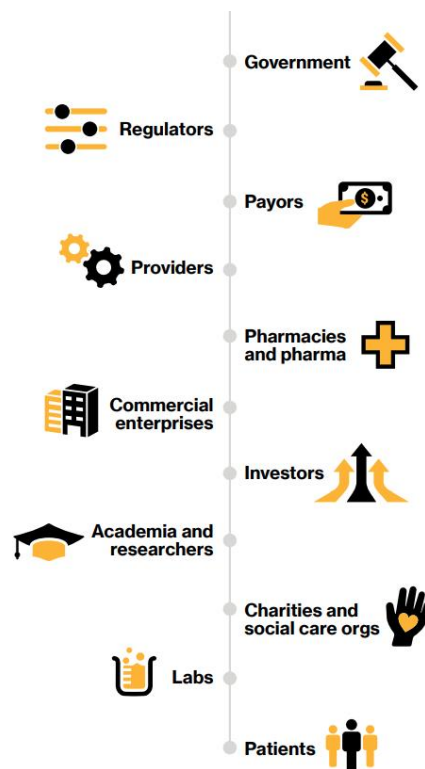 Government
Regulators
Payors
Providers
Pharmacies
and pharma
Commercial
enterprises
Investors
Academia and
researchers
Charities and
social care orgs
Labs
Patients